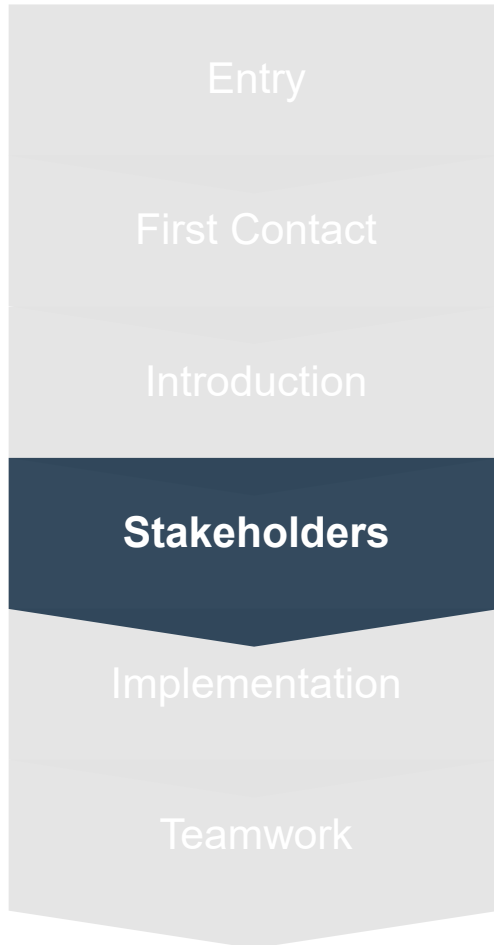 Entry
First Contact
Introduction
Stakeholders
Implementation
Teamwork